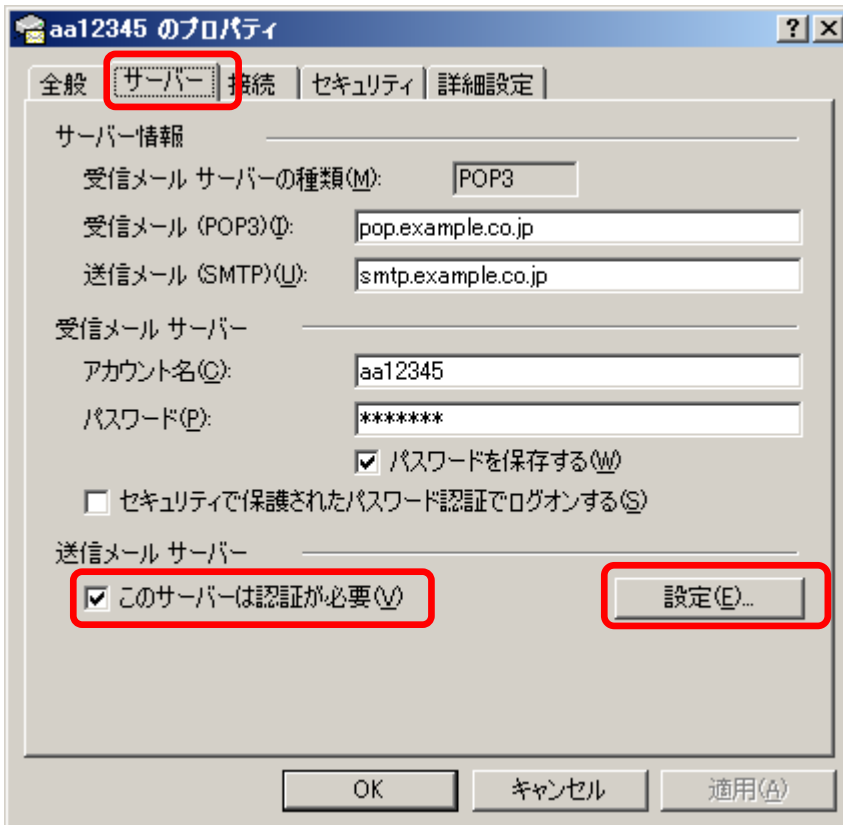 aa12345 のプロパティ
全般 サーバー 接続 セキュリティ 詳細設定
サーバー情報
受信メール サーバーの種類(M): POP3
受信メール (POP3)(I): pop.example.co.jp
送信メール (SMTP)(U): smtp.example.co.jp
受信メール サーバー
アカウント名(C): aa12345
パスワード(P): *******
パスワードを保存する(W)
セキュリティで保護されたパスワード認証でログオンする(S)
送信メール サーバー
このサーバーは認証が必要(V) 設定(E)...
OK キャンセル 適用(A)